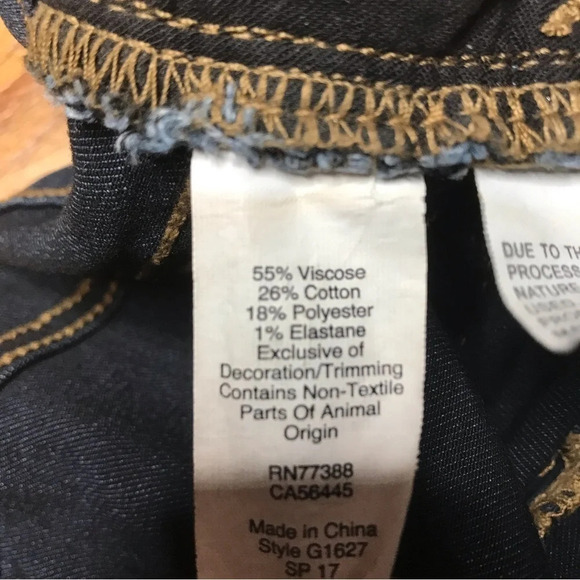 55% Viscose
26% Cotton
18% Polyester
1% Elastane
Exclusive of
Decoration/Trimming
Contains Non-Textile
Parts Of Animal
Origin
RN77388
CA56445
Made in China
Style G1627
SP 17
DUE TO TH
PROCESS
NATURE
USED